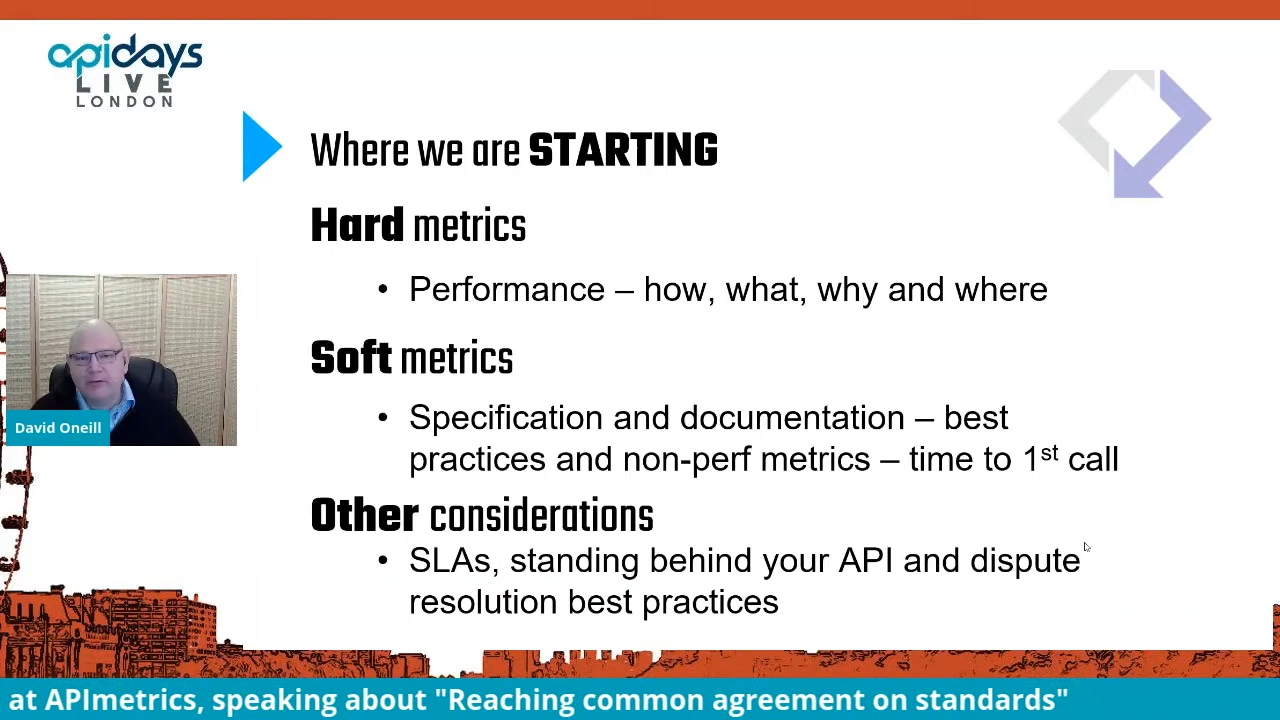 apidays
LIVE
LONDON
Where we are STARTING
Hard metrics
• Performance – how, what, why and where
Soft metrics
• Specification and documentation – best
practices and non-perf metrics – time to 1st call
Other considerations
• SLAs, standing behind your API and dispute
resolution best practices
David Oneill
at APImetrics, speaking about "Reaching common agreement on standards"